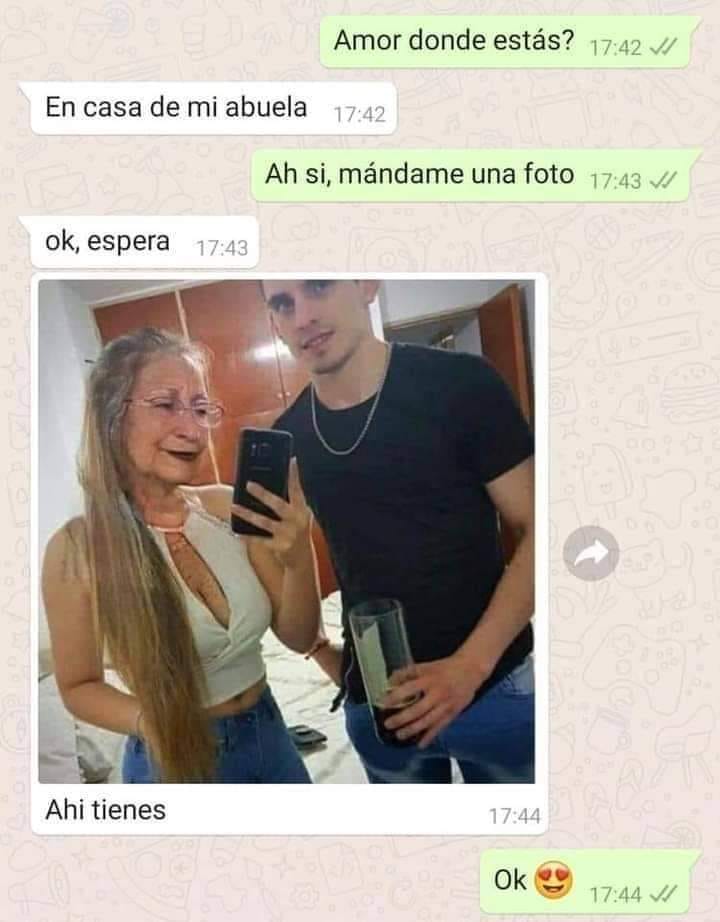 Amor donde estás? 17:42
En casa de mi abuela 17:42
Ah si, mándame una foto 17:43
ok, espera 17:43
Ahi tienes 17:44
Ok 😍 17:44